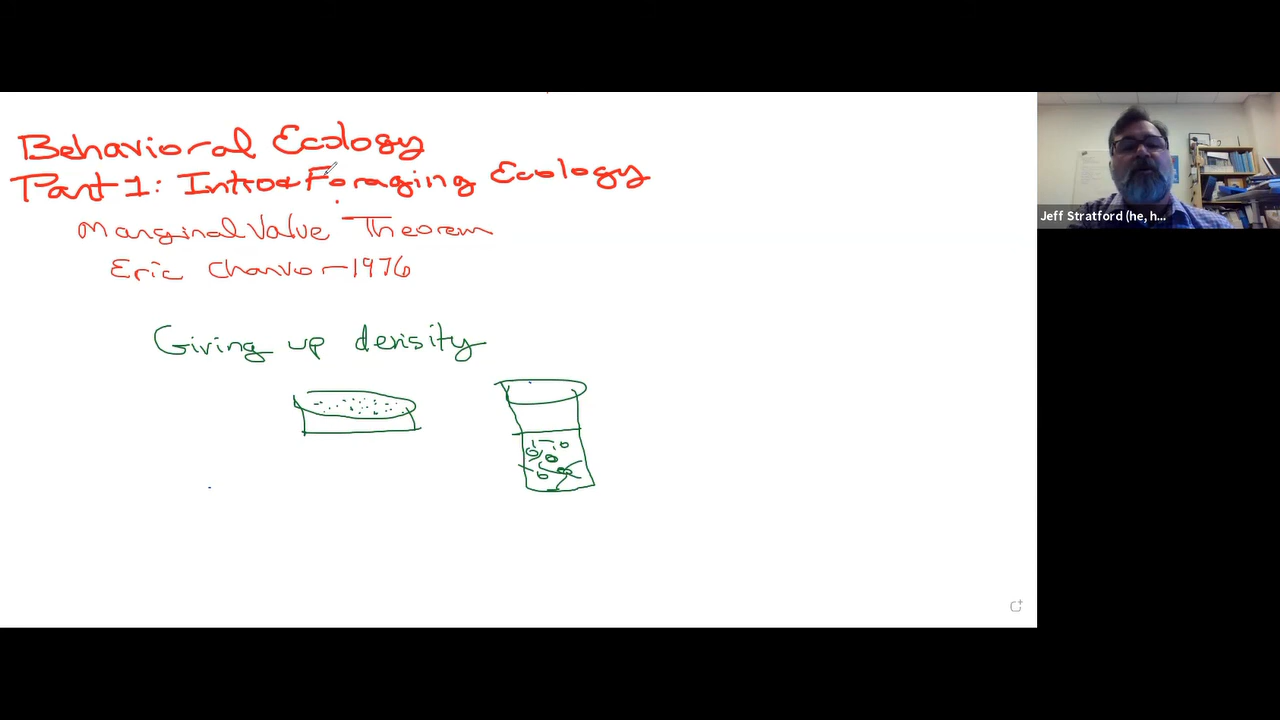 Behavioral Ecology
Part 1: Intro & Foraging Ecology
Marginal Value Theorem
Eric Charnov - 1976
Giving up density
Jeff Stratford (he, h...